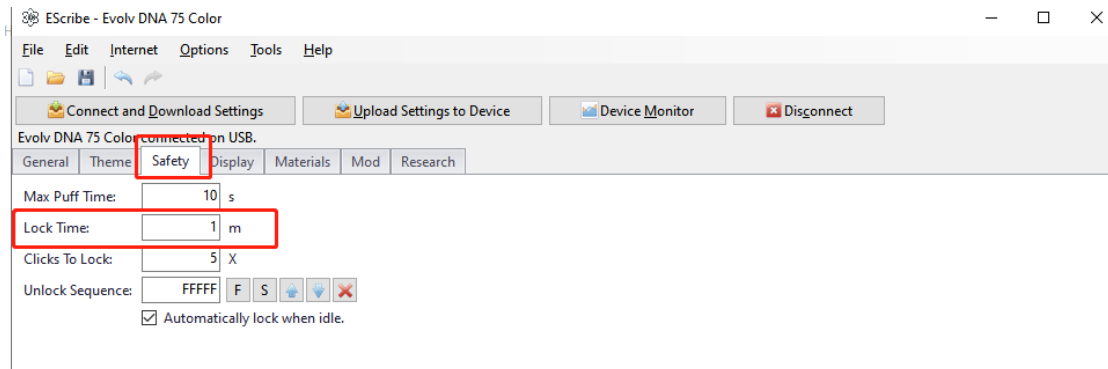 EScribe - Evolv DNA 75 Color
File Edit Internet Options Tools Help
Connect and Download Settings Upload Settings to Device Device Monitor Disconnect
Evolv DNA 75 Color connected on USB.
General Theme Safety Display Materials Mod Research
Max Puff Time: 10 s
Lock Time: 1 m
Clicks To Lock: 5 X
Unlock Sequence: FFFFF F S
Automatically lock when idle.